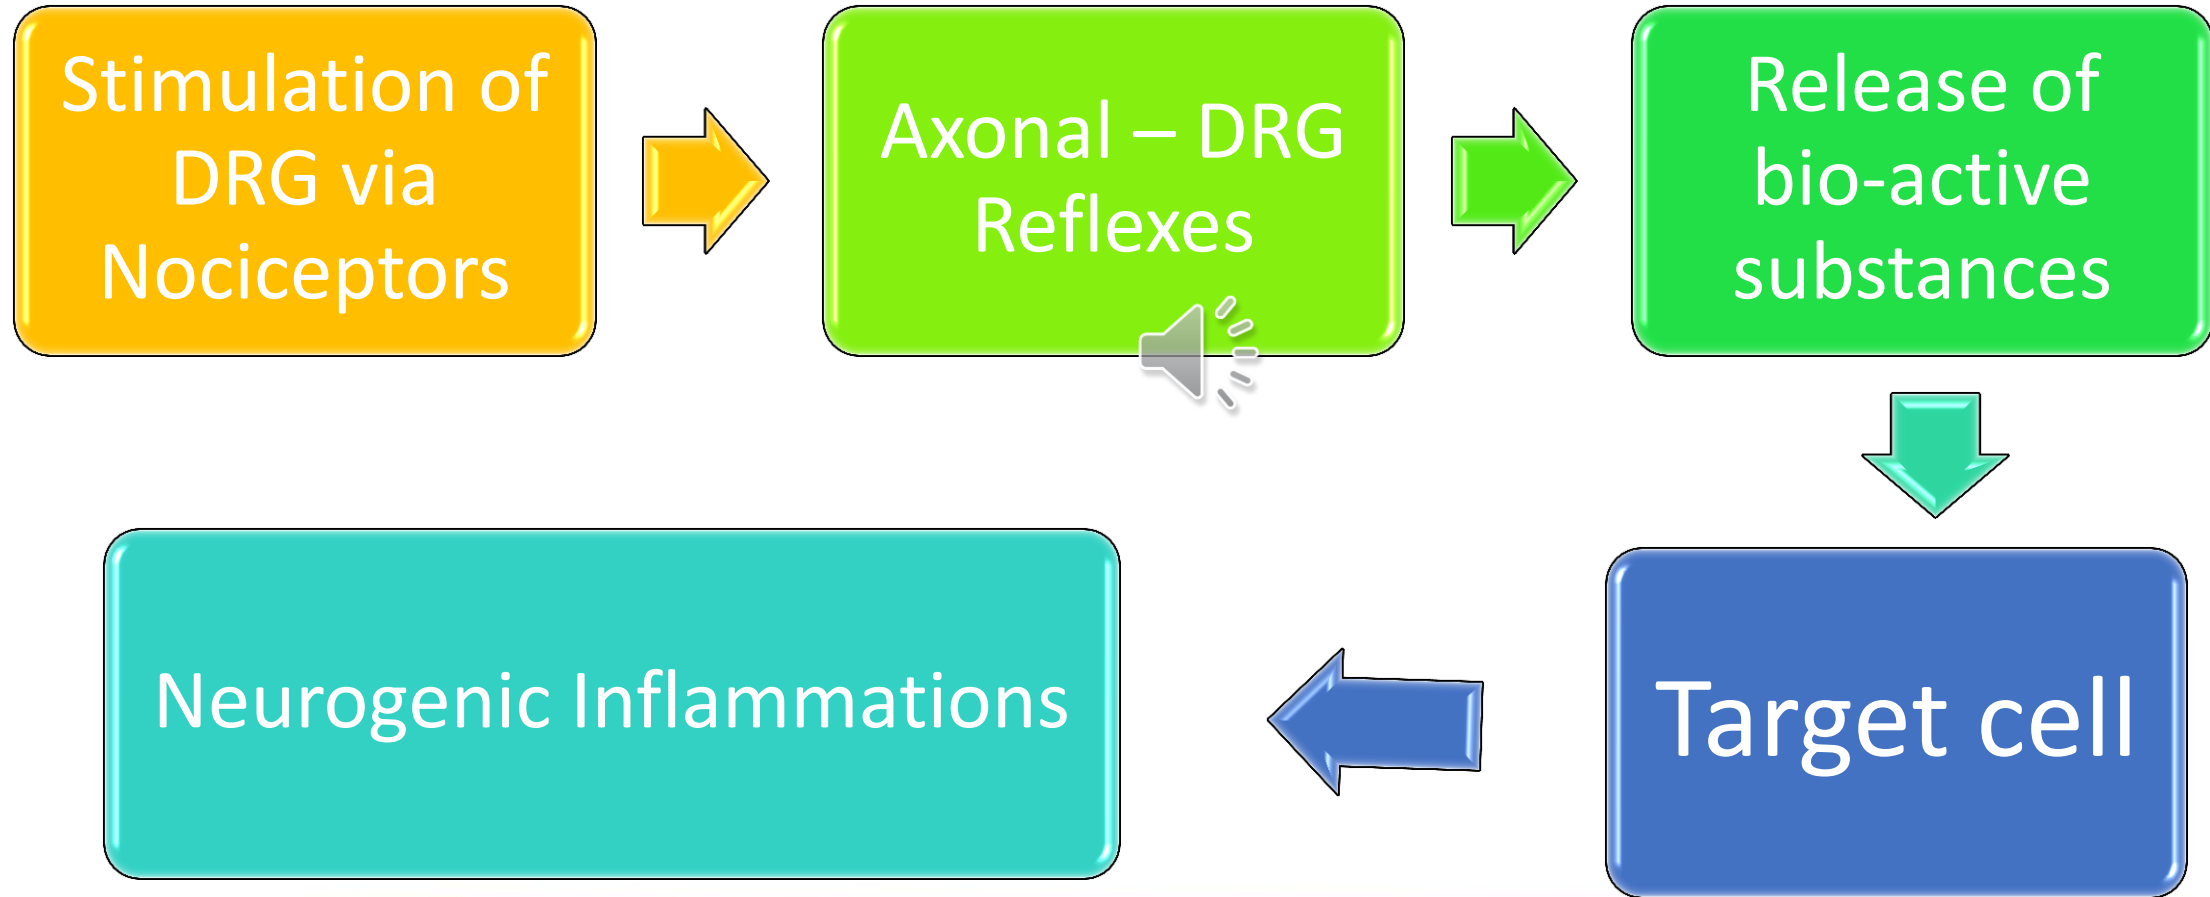 Stimulation of
DRG via
Nociceptors
Axonal – DRG
Reflexes
Release of
bio-active
substances
Target cell
Neurogenic Inflammations